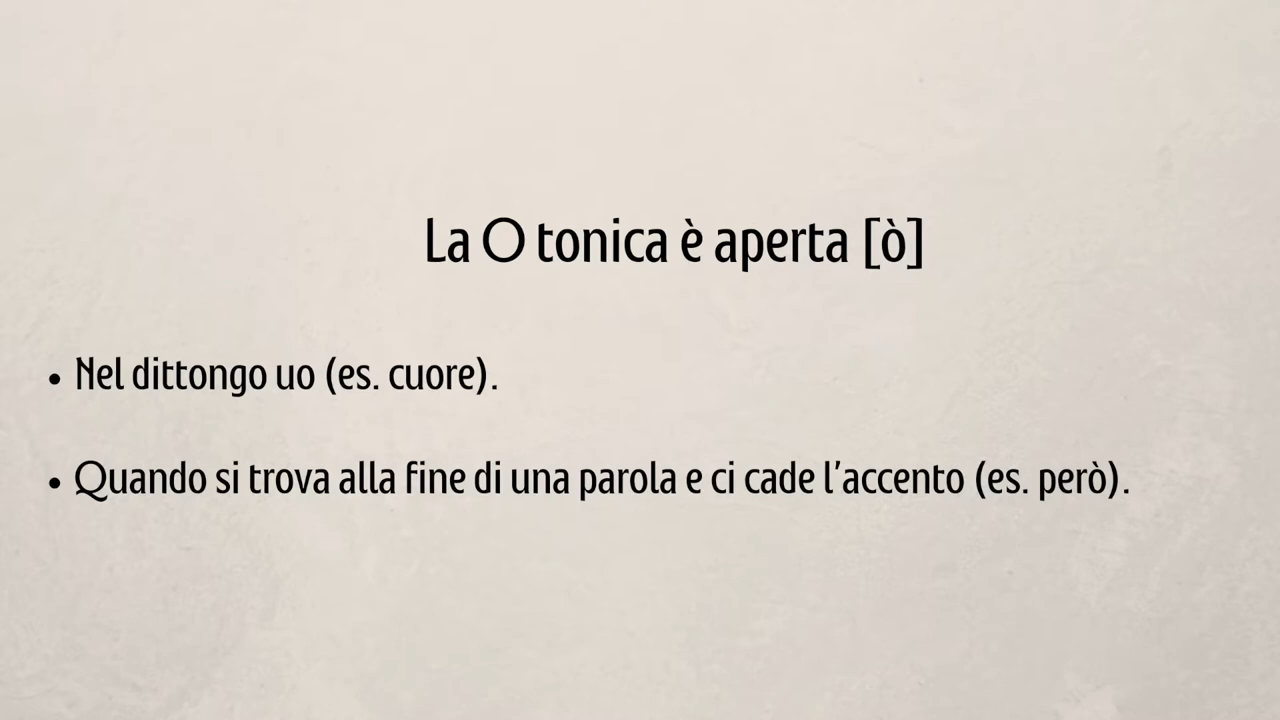 La O tonica è aperta [ò]
• Nel dittongo uo (es. cuore).
• Quando si trova alla fine di una parola e ci cade l'accento (es. però).